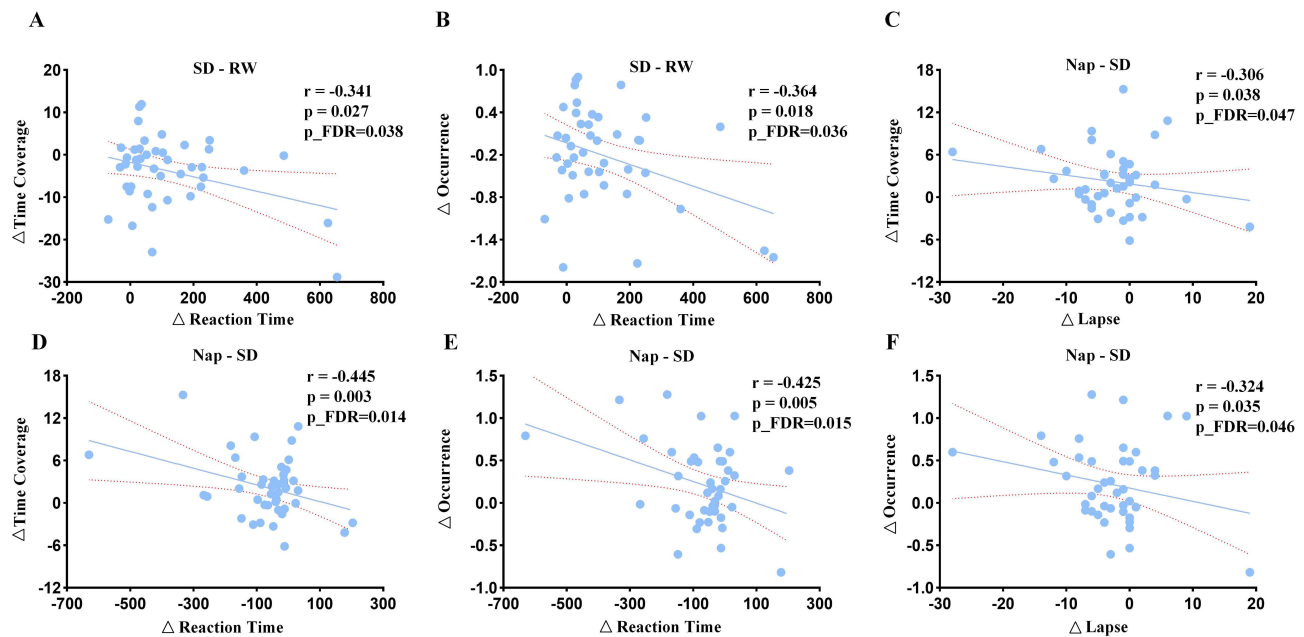 A
SD - RW
r = -0.341
p = 0.027
p_FDR=0.038
20
10
0
-10
-20
-30
△ Time Coverage
-200 0 200 400 600 800
△ Reaction Time
B
SD - RW
r = -0.364
p = 0.018
p_FDR=0.036
1.0
0.4
-0.2
-0.8
-1.4
-2.0
△ Occurrence
-200 0 200 400 600 800
△ Reaction Time
C
Nap - SD
r = -0.306
p = 0.038
p_FDR=0.047
18
12
6
0
-6
-12
△ Time Coverage
-30 -20 -10 0 10 20
△ Lapse
D
Nap - SD
r = -0.445
p = 0.003
p_FDR=0.014
18
12
6
0
-6
-12
△ Time Coverage
-700 -500 -300 -100 100 300
△ Reaction Time
E
Nap - SD
r = -0.425
p = 0.005
p_FDR=0.015
1.5
1.0
0.5
0.0
-0.5
-1.0
△ Occurrence
-700 -500 -300 -100 100 300
△ Reaction Time
F
Nap - SD
r = -0.324
p = 0.035
p_FDR=0.046
1.5
1.0
0.5
0.0
-0.5
-1.0
△ Occurrence
-30 -20 -10 0 10 20
△ Lapse